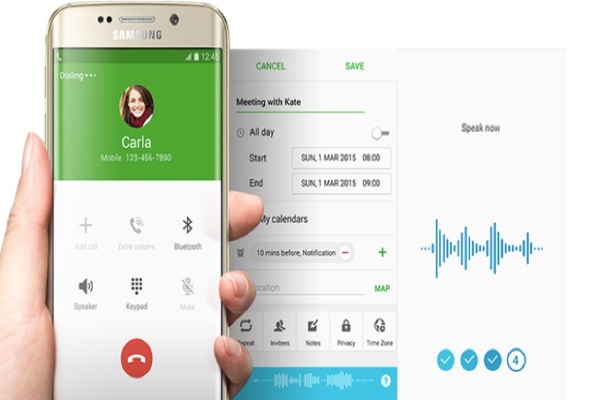 SAMSUNG
12:45
Dialing
Carla
Mobile 123-456-7890
Add call
Extra volume
Bluetooth
Speaker
Keypad
Mute
CANCEL
SAVE
Meeting with Kate
All day
Start
SUN, 1 MAR 2015 08:00
End
SUN, 1 MAR 2015 09:00
My calendars
10 mins before, Notification
ocation
MAP
epeat
Invitees
Notes
Privacy
Time Zone
?
Speak now
4